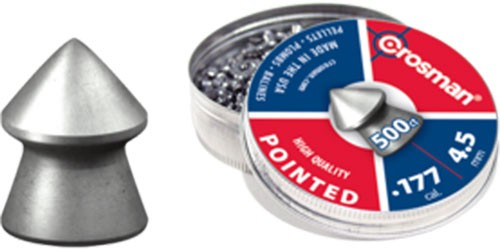 Crosman®
PELLETS • PLOMBS • BALINES
MADE IN THE USA
crosman.com
500ct
HIGH QUALITY
POINTED
.177
cal.
4.5
mm